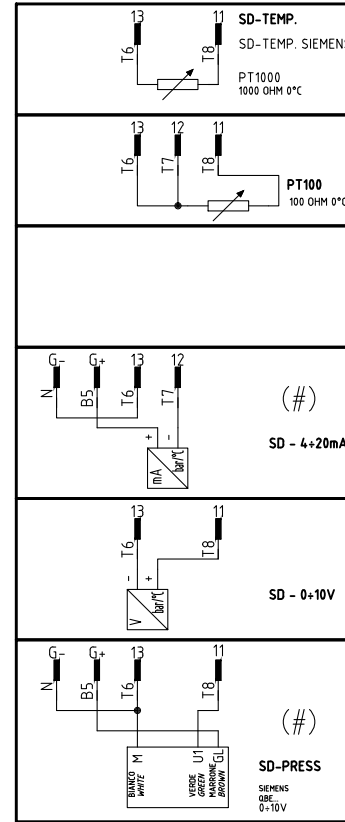 13 11 SD-TEMP.
SD-TEMP. SIEMENS
T6 T8
PT1000
1000 OHM 0°C
13 12 11
T6 T7 T8
PT100
100 OHM 0°C
G- G+ 13 12
N B5 T6 T7
(#)
+ -
mA bar/°C
SD - 4÷20mA
13 11
T6 T8
- +
V bar/°C
SD - 0÷10V
G- G+ 13 11
N B5 T6 T8
(#)
M U1 GL
BIANCO VERDE MARRONE
WHITE GREEN BROWN
SD-PRESS
SIEMENS
QBE...
0÷10V